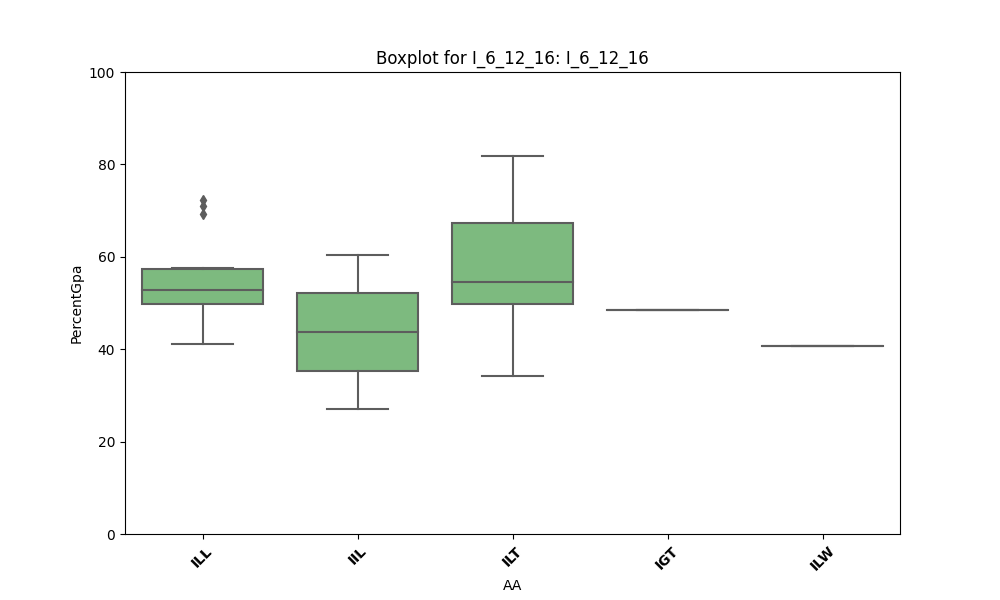 Boxplot for I_6_12_16: I_6_12_16
100
80
60
40
20
0
PercentGpa
ILL
IIL
ILT
IGT
ILW
AA